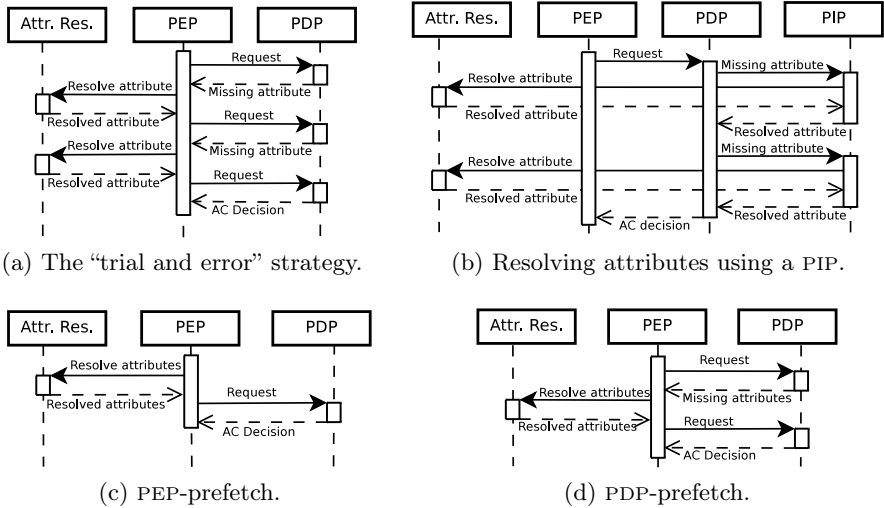 Attr. Res. PEP PDP
Request
Missing attribute
Resolve attribute
Resolved attribute
Request
Missing attribute
Resolve attribute
Resolved attribute
Request
AC Decision
(a) The “trial and error” strategy.
Attr. Res. PEP PDP PIP
Request
Missing attribute
Resolve attribute
Resolved attribute
Resolved attribute
Missing attribute
Resolve attribute
Resolved attribute
Resolved attribute
AC decision
(b) Resolving attributes using a PIP.
Attr. Res. PEP PDP
Resolve attributes
Resolved attributes
Request
AC Decision
(c) PEP-prefetch.
Attr. Res. PEP PDP
Request
Missing attributes
Resolve attributes
Resolved attributes
Request
AC Decision
(d) PDP-prefetch.